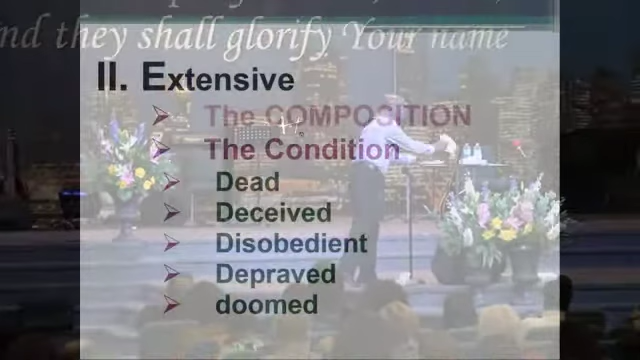 nd they shall glorify Your name
II. Extensive
The COMPOSITION
The Condition
Dead
Deceived
Disobedient
Depraved
doomed